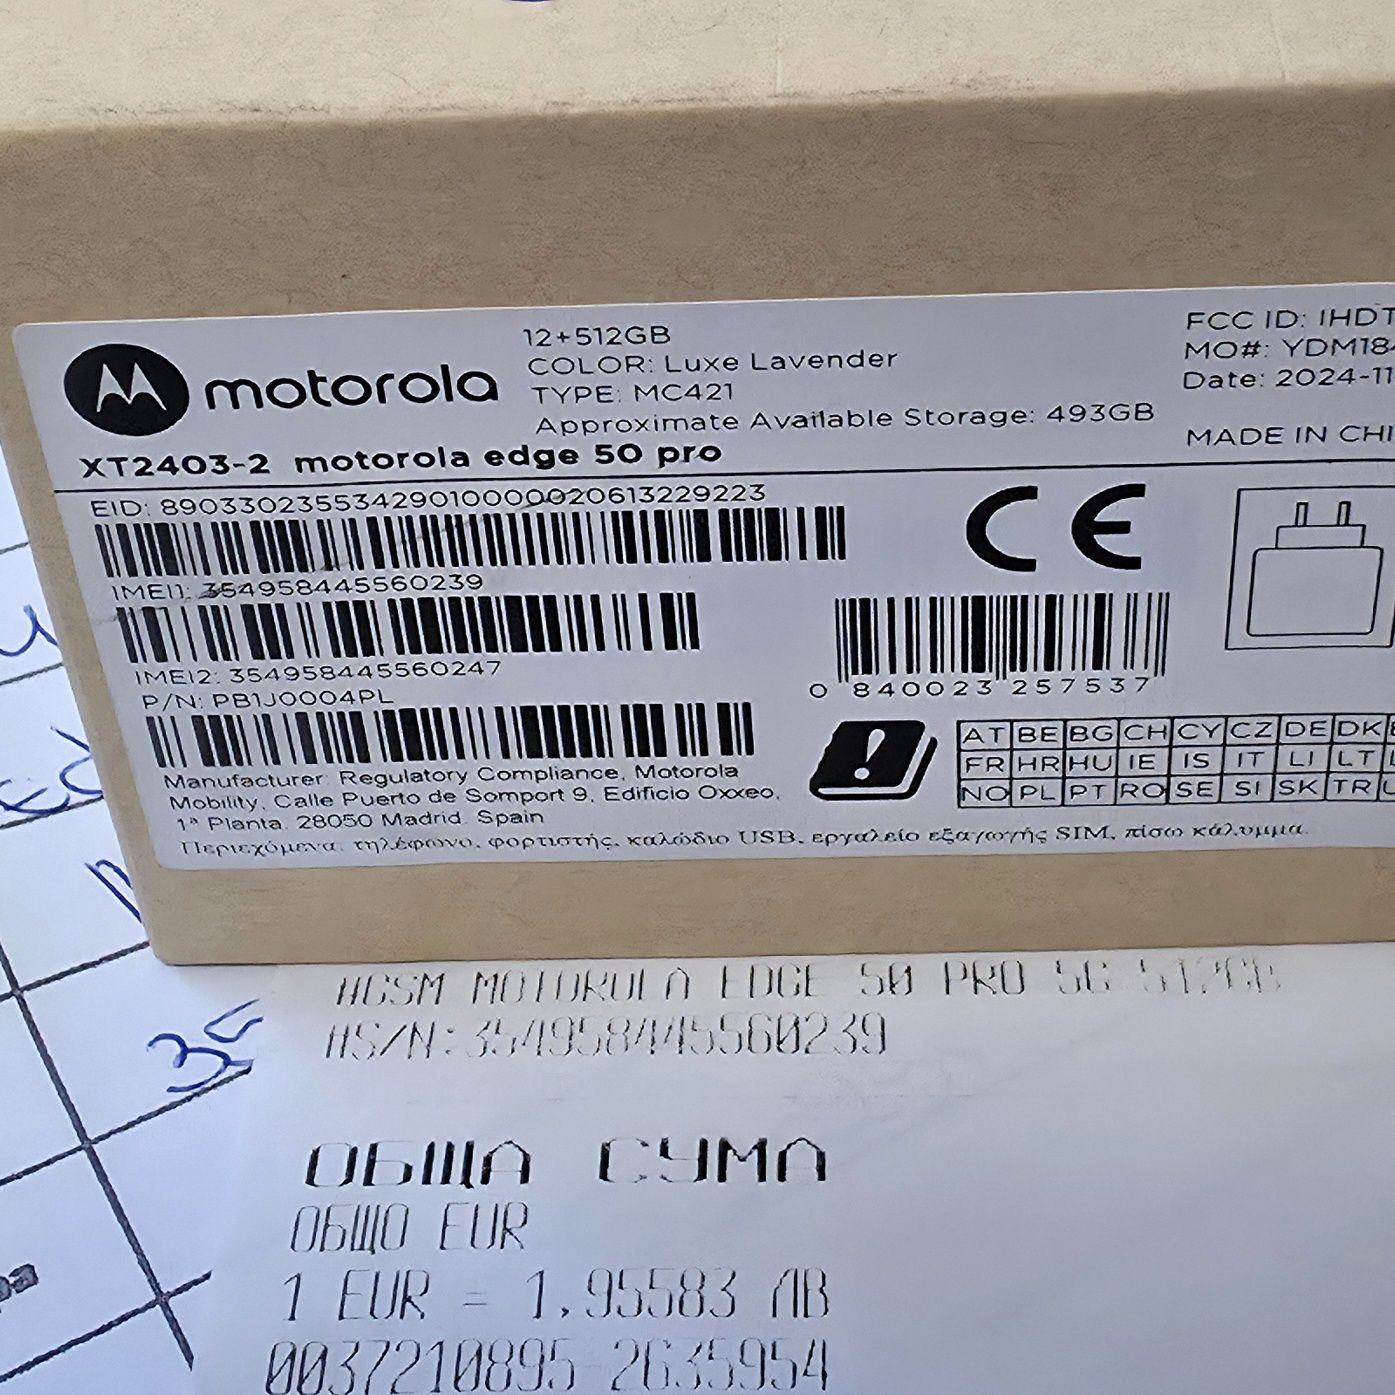 motorola
12+512GB
COLOR: Luxe Lavender
TYPE: MC421
Approximate Available Storage: 493GB
XT2403-2 motorola edge 50 pro
FCC ID: IHDT
MO#: YDM184
Date: 2024-11
MADE IN CHI
EID: 89033023553429010000020613229223
IMEI1: 354958445560239
IMEI2: 354958445560247
P/N: PB1J0004PL
CE
0 840023 257537
Manufacturer: Regulatory Compliance, Motorola
Mobility, Calle Puerto de Somport 9, Edificio Oxxeo,
1ª Planta. 28050 Madrid. Spain
AT BE BG CH CY CZ DE DK
FR HR HU IE IS IT LI LT
NO PL PT RO SE SI SK TR
Περιεχόμενα: τηλέφωνο, φορτιστής, καλώδιο USB, εργαλείο εξαγωγής SIM, πίσω κάλυμμα.
#GSM MOTOROLA EDGE 50 PRO 5G 512GB
#S/N:354958445560239
ОБЩА СУМА
ОБЩО EUR
1 EUR = 1.95583 ЛВ
0037210895 2635954
35